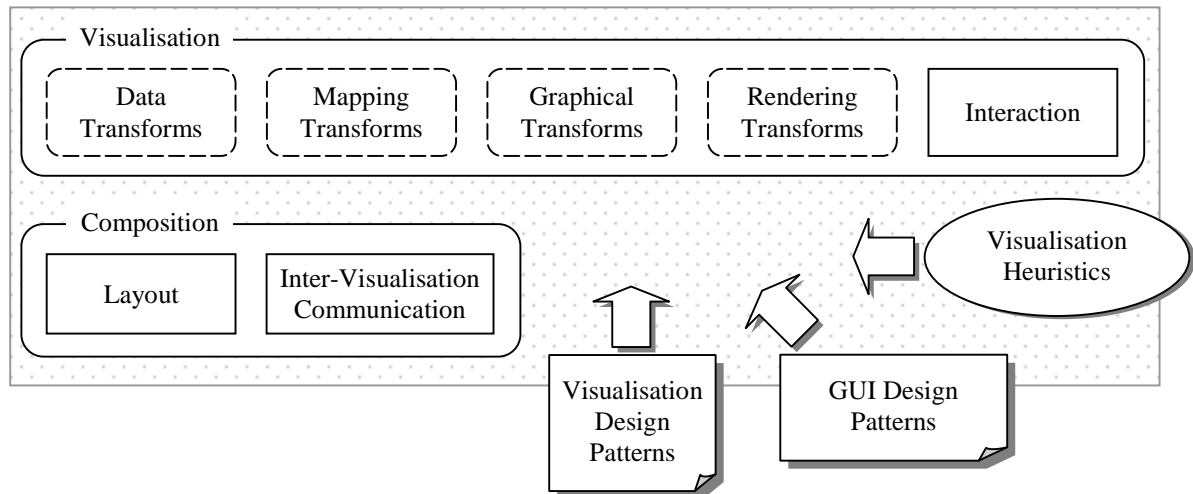 Visualisation
Data
Transforms
Mapping
Transforms
Graphical
Transforms
Rendering
Transforms
Interaction
Composition
Layout
Inter-Visualisation
Communication
Visualisation
Heuristics
Visualisation
Design
Patterns
GUI Design
Patterns